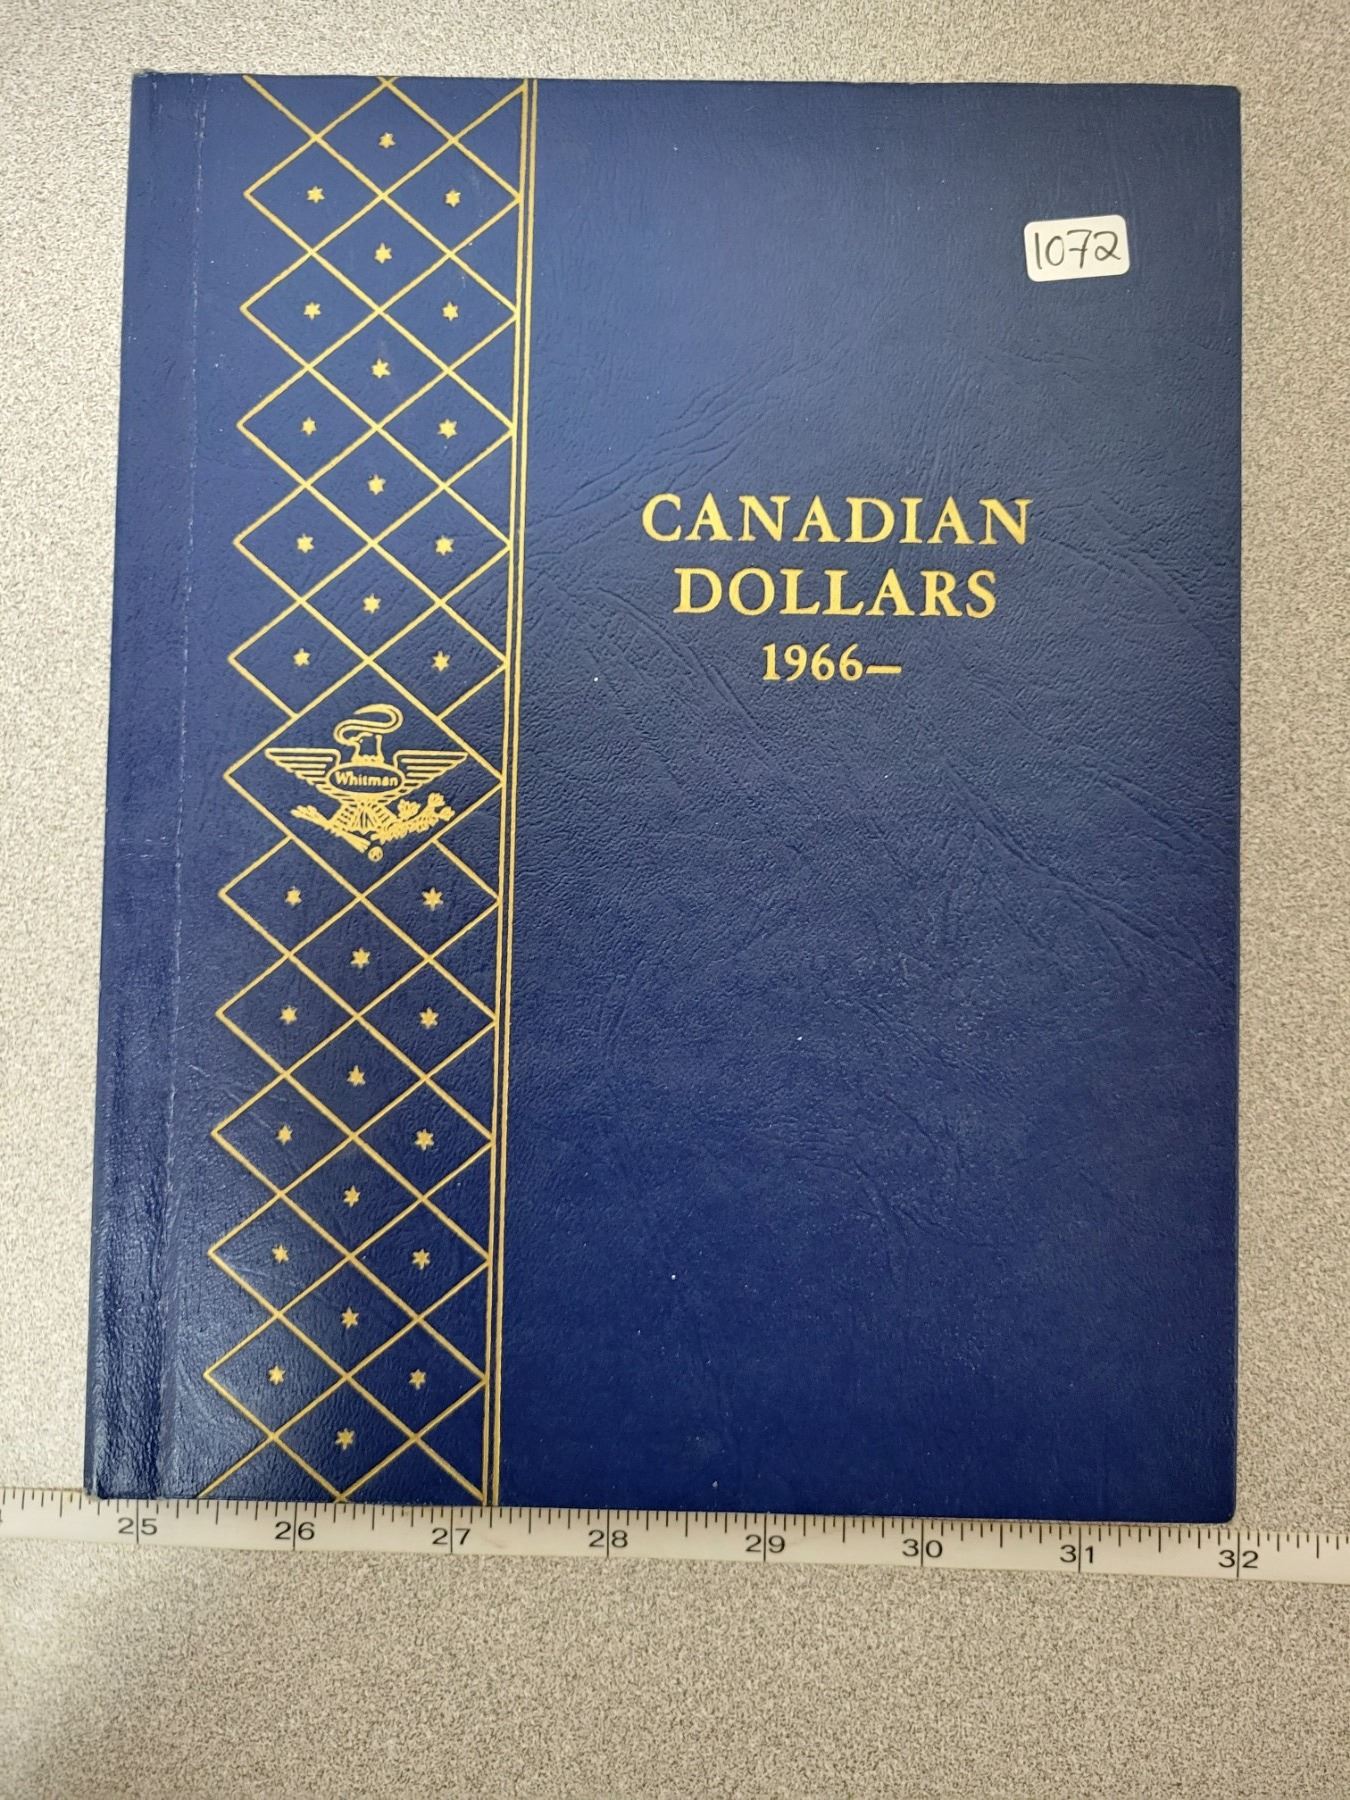 1072
CANADIAN
DOLLARS
1966—
Whitman
®
25 26 27 28 29 30 31 32